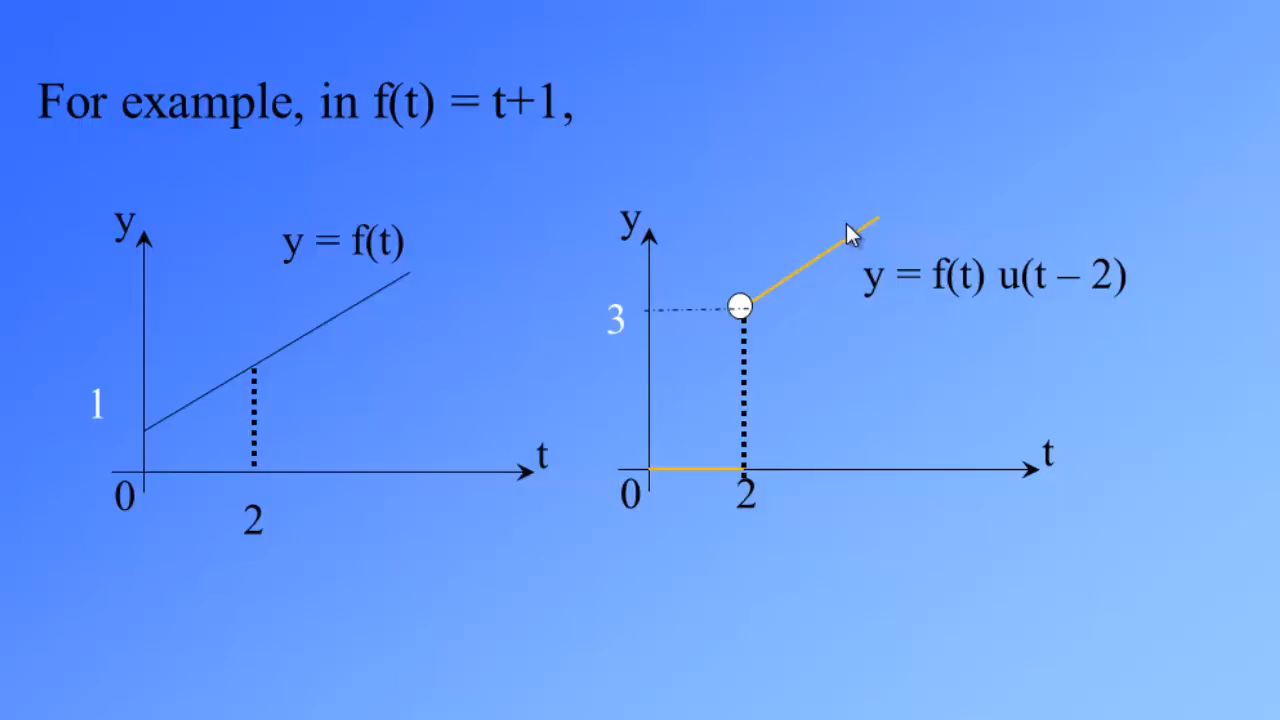 For example, in f(t) = t+1,
y
y = f(t)
1
0
2
t
y
y = f(t) u(t – 2)
3
0
2
t